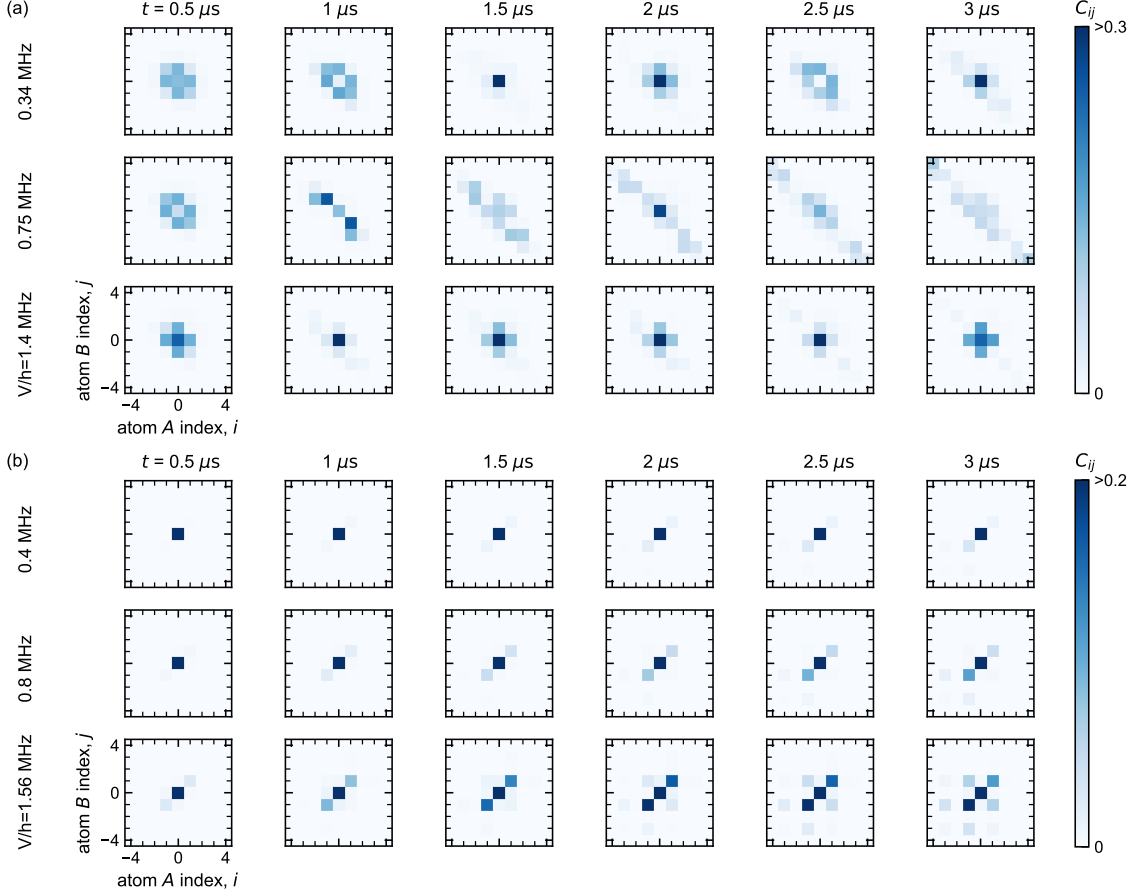 (a)
t = 0.5 μs
1 μs
1.5 μs
2 μs
2.5 μs
3 μs
Cij
>0.3
0.34 MHz
0.75 MHz
V/h=1.4 MHz
atom B index, j
4
0
−4
−4 0 4
atom A index, i
0
(b)
t = 0.5 μs
1 μs
1.5 μs
2 μs
2.5 μs
3 μs
Cij
>0.2
0.4 MHz
0.8 MHz
V/h=1.56 MHz
atom B index, j
4
0
−4
−4 0 4
atom A index, i
0